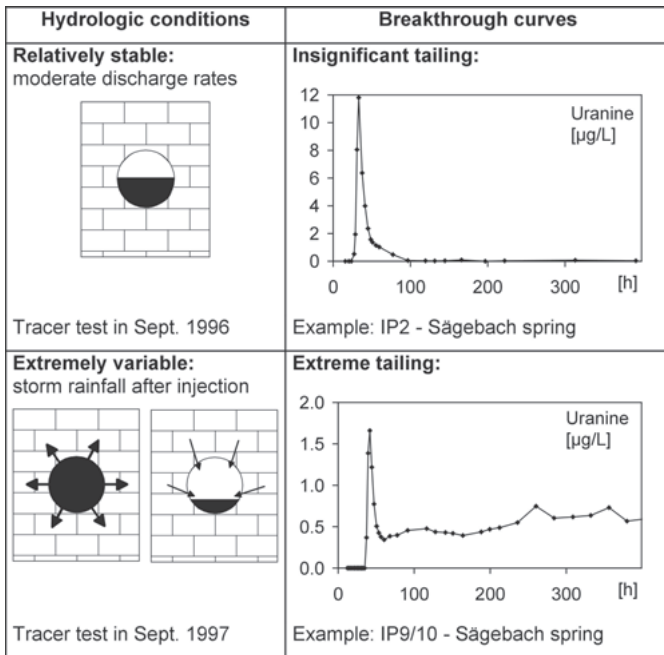 Hydrologic conditions
Breakthrough curves
Relatively stable:
moderate discharge rates
Tracer test in Sept. 1996
Insignificant tailing:
12
10
8
6
4
2
0
Uranine
[µg/L]
0 100 200 300 [h]
Example: IP2 - Sägebach spring
Extremely variable:
storm rainfall after injection
Tracer test in Sept. 1997
Extreme tailing:
2.0
1.5
1.0
0.5
0.0
Uranine
[µg/L]
0 100 200 300 [h]
Example: IP9/10 - Sägebach spring